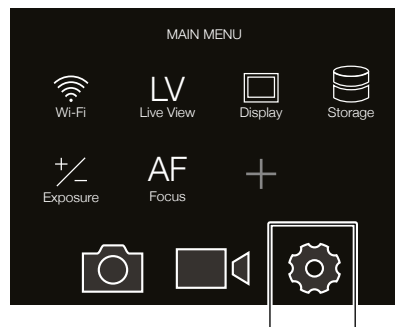 MAIN MENU
LV
AF
Wi-Fi
Live View
Display
Storage
+/−
Exposure
Focus
+